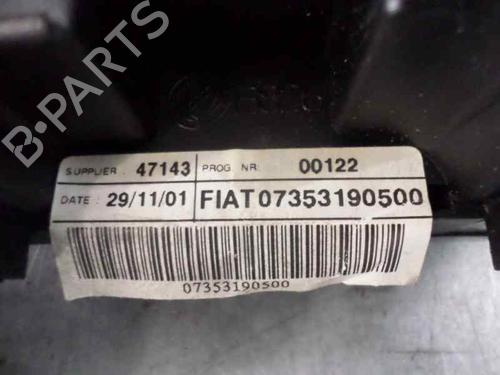 B-PARTS
SUPPLIER . 47143 PROG. NR. 00122
DATE : 29/11/01 FIAT 07353190500
07353190500